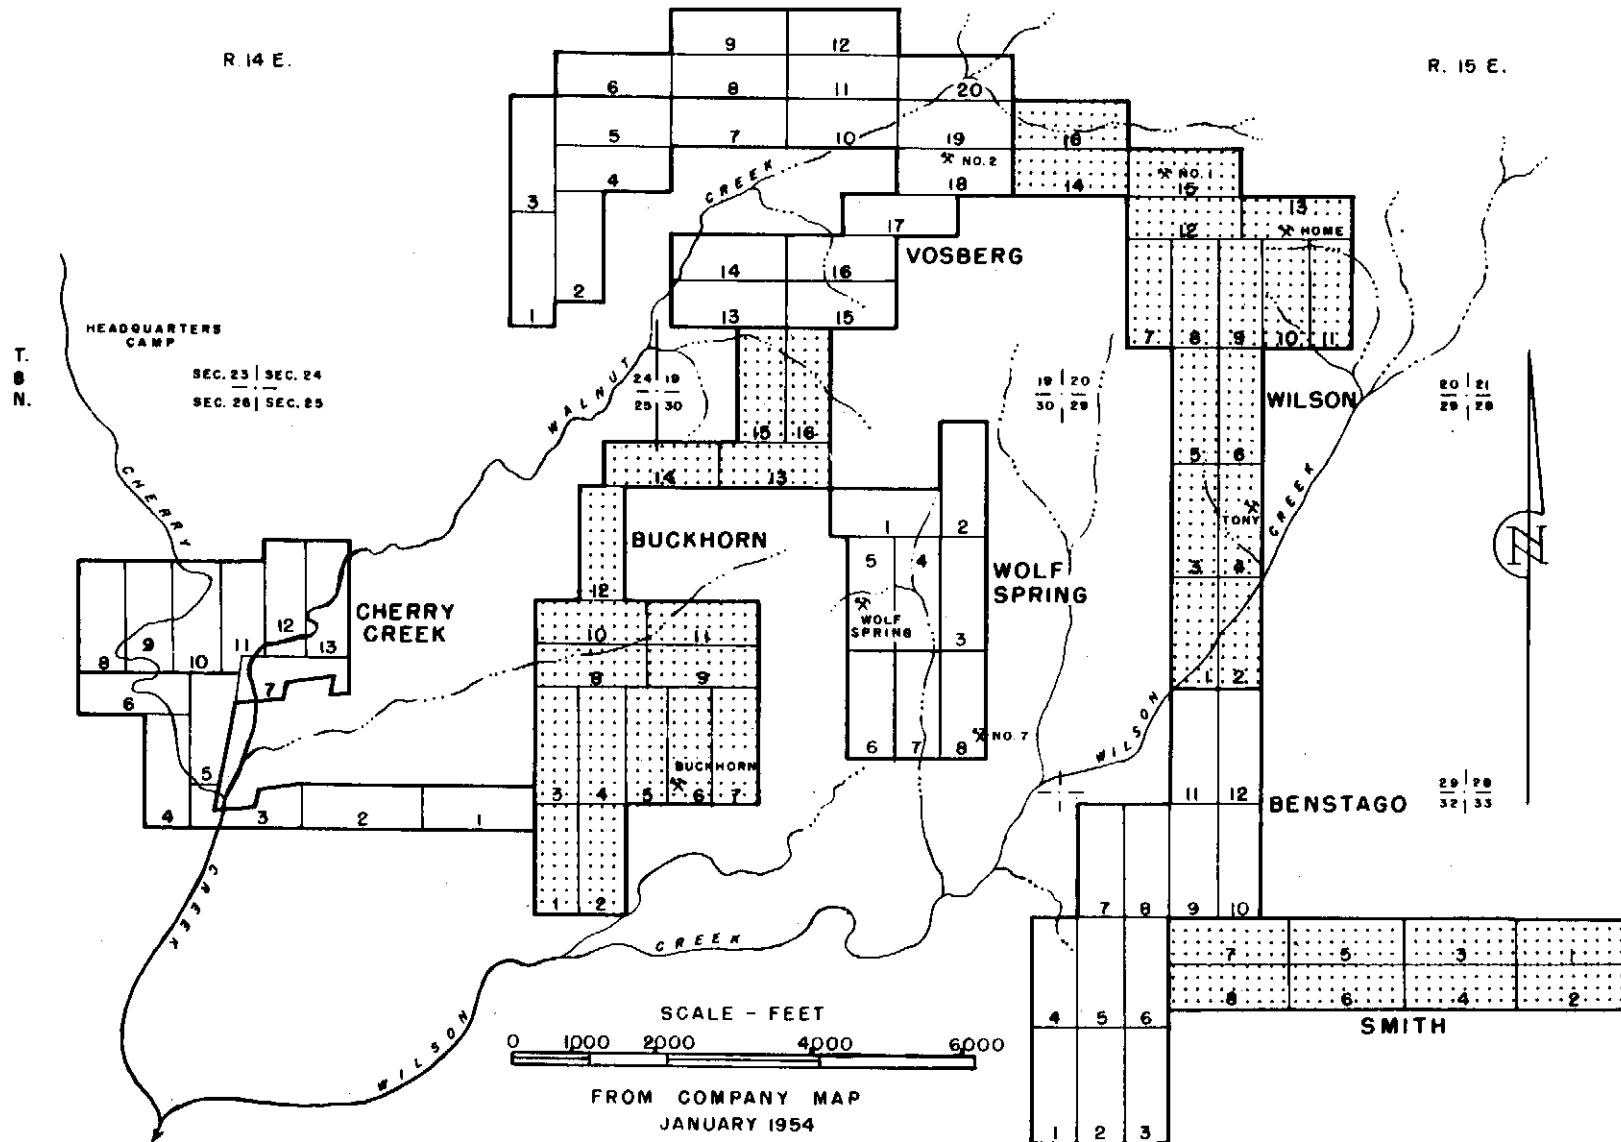 R. 14 E.
R. 15 E.
9 12
6 8 11 20
5 7 10 19 16
NO. 2
NO. 1
4 18 14 15
3
13
12
HOME
17
VOSBERG
CREEK
14 16
2
1
13 15
7 8 9 10 11
HEADQUARTERS
CAMP
T.
8
N.
SEC. 23 | SEC. 24
SEC. 26 | SEC. 25
24 | 19
25 | 30
19 | 20
30 | 29
20 | 21
29 | 28
WALNUT
WILSON
15 16
5 6
14 13
CHERRY
TONY
CREEK
N
BUCKHORN
1 2
5 4
3 4
WOLF
SPRING
WOLF
SPRING
12
CHERRY
CREEK
10 11
3
8 9 10 11 12 13
7
6
8 9
1 2
WILSON
6 7 8
NO. 7
BUCKHORN
5
3 4 5 6 7
11 12
BENSTAGO
29 | 28
32 | 33
4 3 2 1
1 2
7 8 9 10
CREEK
CREEK
7 5 3 1
8 6 4 2
SMITH
4 5 6
WILSON
SCALE - FEET
0 1000 2000 4000 6000
FROM COMPANY MAP
JANUARY 1954
1 2 3